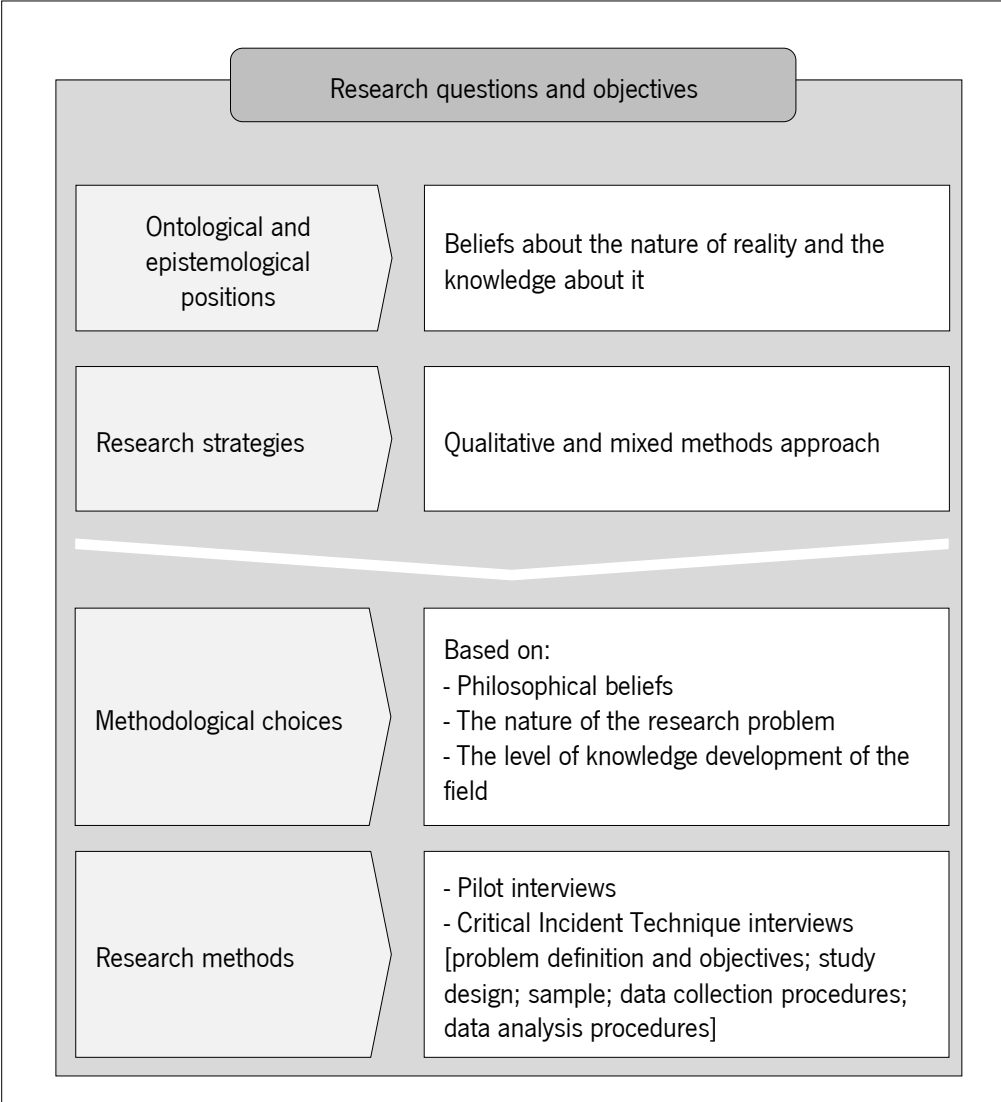 Research questions and objectives
Ontological and
epistemological
positions
Beliefs about the nature of reality and the
knowledge about it
Research strategies
Qualitative and mixed methods approach
Methodological choices
Based on:
- Philosophical beliefs
- The nature of the research problem
- The level of knowledge development of the
field
Research methods
- Pilot interviews
- Critical Incident Technique interviews
[problem definition and objectives; study
design; sample; data collection procedures;
data analysis procedures]